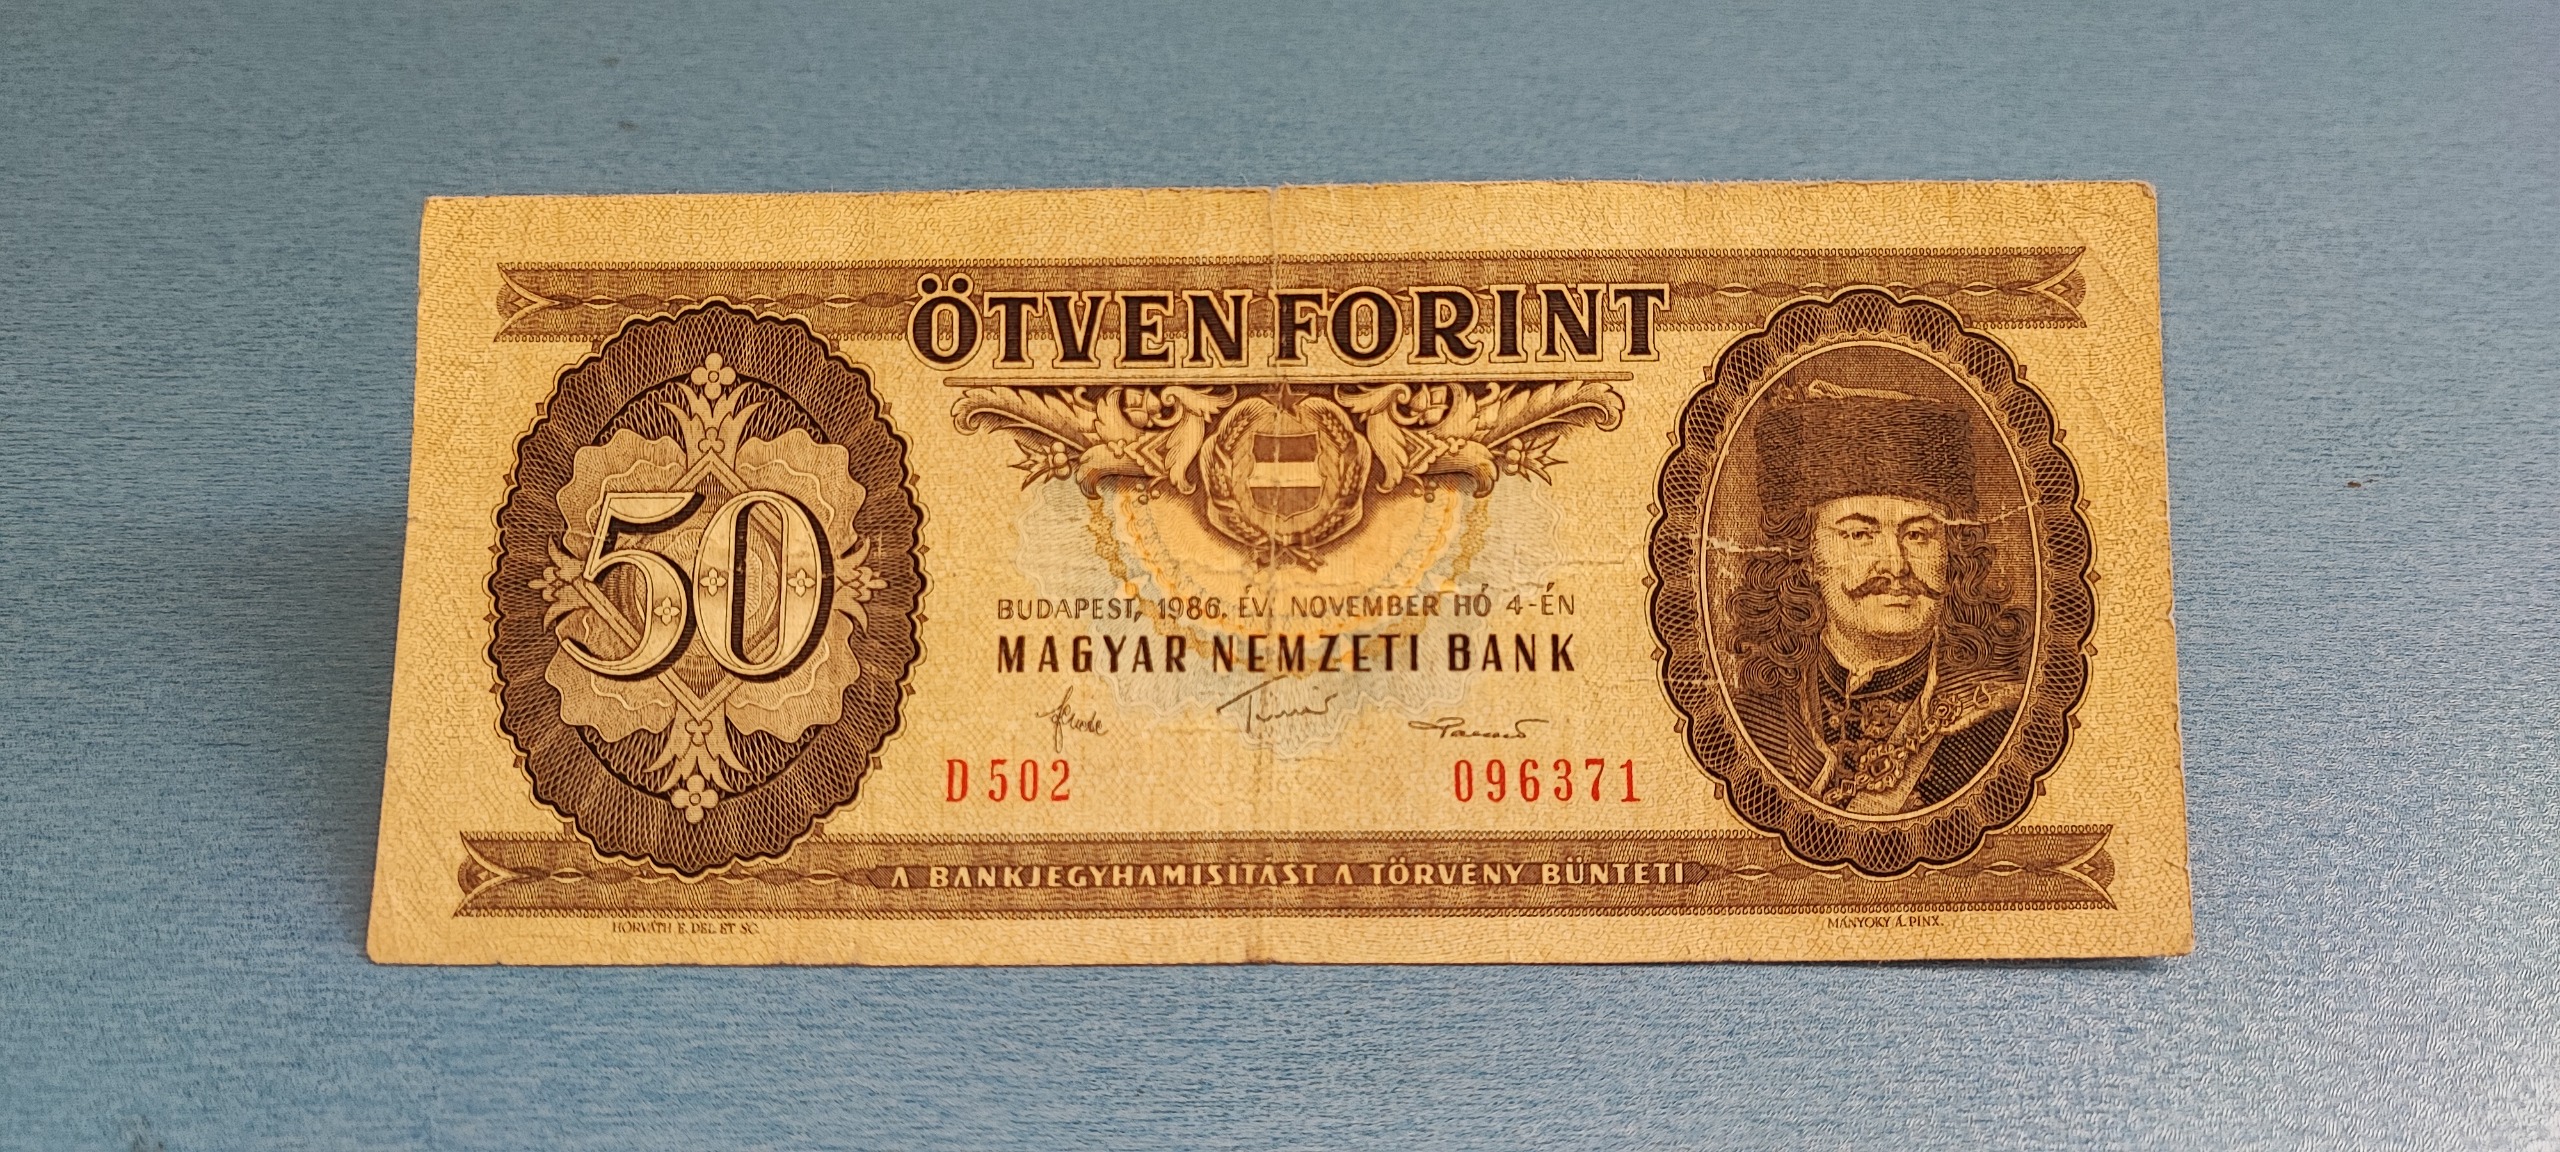 ÖTVEN FORINT
50
BUDAPEST, 1986. ÉV. NOVEMBER HÓ 4-ÉN
MAGYAR NEMZETI BANK
D 502 096371
A BANKJEGYHAMISÍTÁST A TÖRVÉNY BÜNTETI
HORVÁTH E. DEL. ET SC. MÁNYOKY Á. PINX.